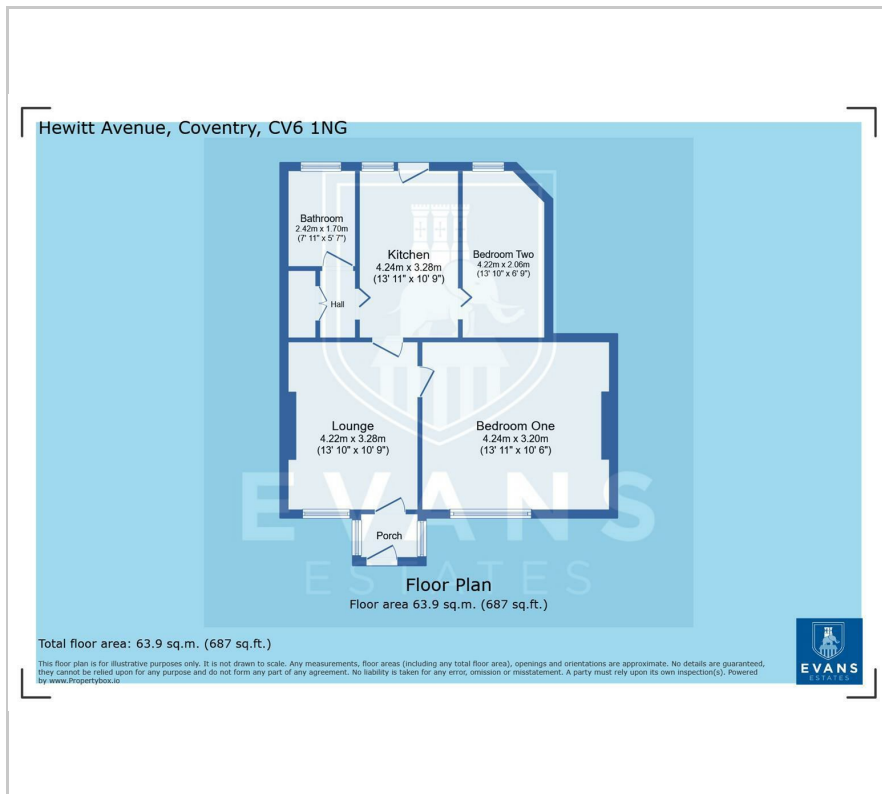 Hewitt Avenue, Coventry, CV6 1NG
Bathroom
2.42m x 1.70m
(7' 11" x 5' 7")
Kitchen
4.24m x 3.28m
(13' 11" x 10' 9")
Bedroom Two
4.22m x 2.06m
(13' 10" x 6' 9")
Hall
Lounge
4.22m x 3.28m
(13' 10" x 10' 9")
Bedroom One
4.24m x 3.20m
(13' 11" x 10' 6")
EVANS
ESTATES
Porch
Floor Plan
Floor area 63.9 sq.m. (687 sq.ft.)
Total floor area: 63.9 sq.m. (687 sq.ft.)
This floor plan is for illustrative purposes only. It is not drawn to scale. Any measurements, floor areas (including any total floor area), openings and orientations are approximate. No details are guaranteed,
they cannot be relied upon for any purpose and do not form any part of any agreement. No liability is taken for any error, omission or misstatement. A party must rely upon its own inspection(s). Powered
by www.Propertybox.io
EVANS
ESTATES